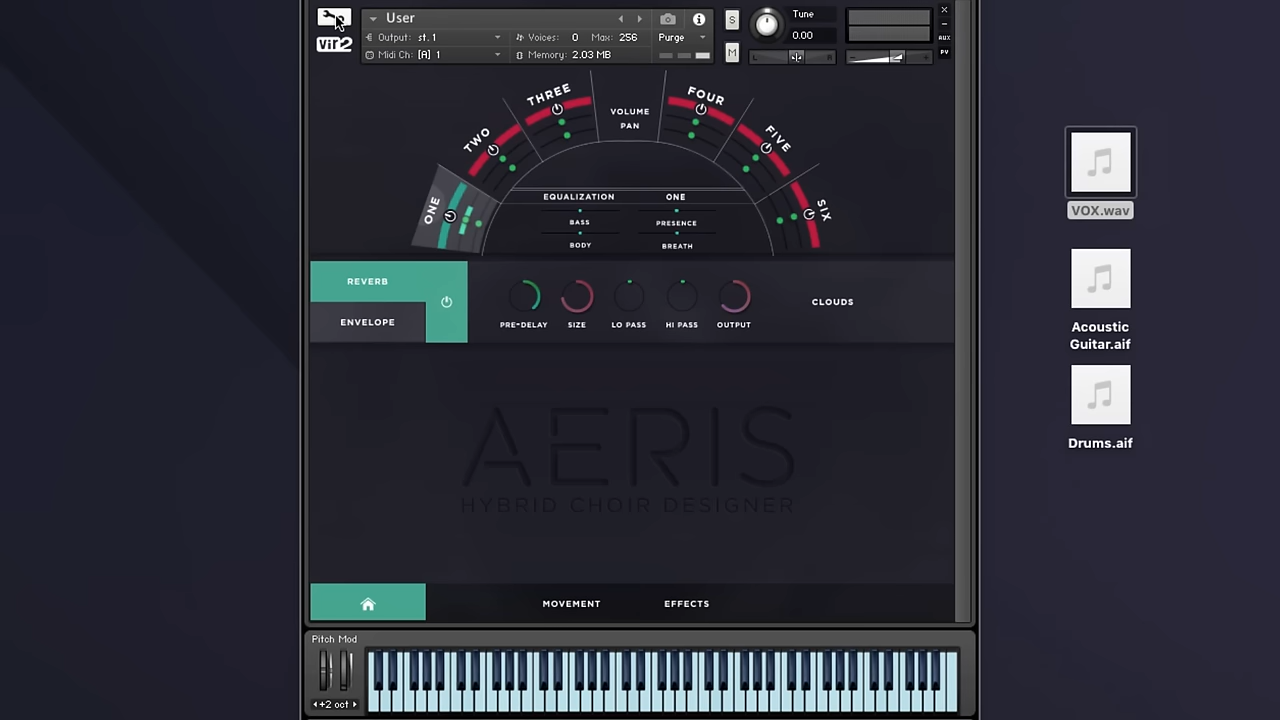 User
Output: st. 1
Voices: 0 Max: 256
Purge
Midi Ch: [A] 1
Memory: 2.03 MB
S
M
Tune
0.00
L
R
AUX
PV
vir2
ONE
TWO
THREE
VOLUME
PAN
FOUR
FIVE
SIX
EQUALIZATION ONE
BASS PRESENCE
BODY BREATH
REVERB
ENVELOPE
PRE-DELAY SIZE LO PASS HI PASS OUTPUT
CLOUDS
AERIS
HYBRID CHOIR DESIGNER
MOVEMENT EFFECTS
Pitch Mod
+2 oct
VOX.wav
Acoustic
Guitar.aif
Drums.aif